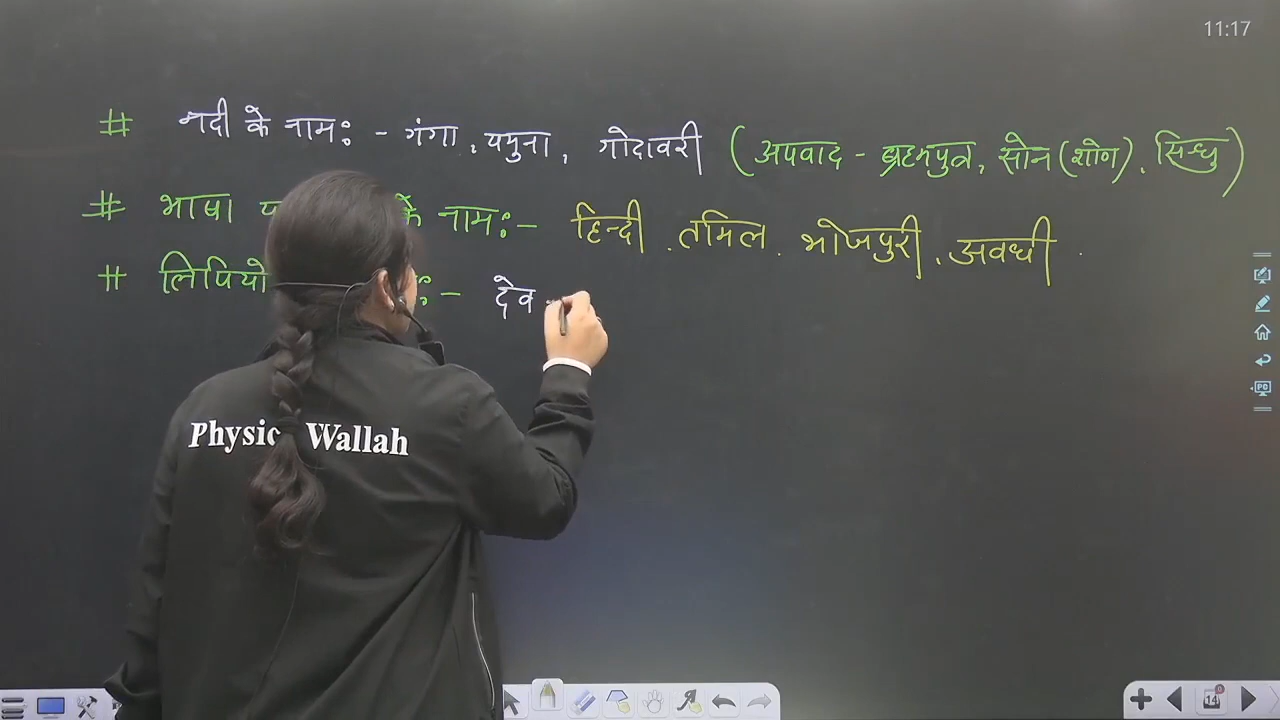 11:17
# नदी के नाम:- गंगा, यमुना, गोदावरी (अपवाद - ब्रह्मपुत्र, सोन (शोण), सिन्धु)
# भाषा के नाम:- हिन्दी, तमिल, भोजपुरी, अवधी
# लिपियो :- देव
Physic Wallah